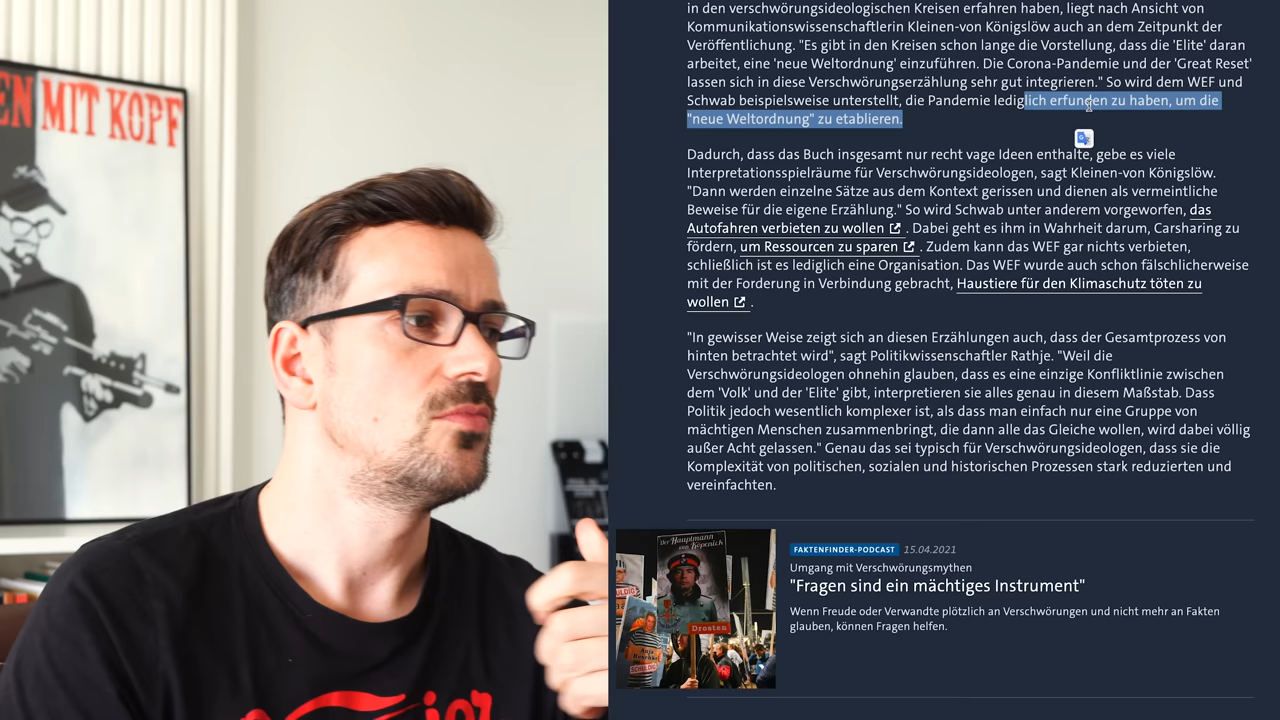 EN MIT KOPF
in den verschwörungsideologischen Kreisen erfahren haben, liegt nach Ansicht von
Kommunikationswissenschaftlerin Kleinen-von Königslöw auch an dem Zeitpunkt der
Veröffentlichung. "Es gibt in den Kreisen schon lange die Vorstellung, dass die 'Elite' daran
arbeitet, eine 'neue Weltordnung' einzuführen. Die Corona-Pandemie und der 'Great Reset'
lassen sich in diese Verschwörungserzählung sehr gut integrieren." So wird dem WEF und
Schwab beispielsweise unterstellt, die Pandemie lediglich erfunden zu haben, um die
"neue Weltordnung" zu etablieren.
Dadurch, dass das Buch insgesamt nur recht vage Ideen enthalte, gebe es viele
Interpretationsspielräume für Verschwörungsideologen, sagt Kleinen-von Königslöw.
"Dann werden einzelne Sätze aus dem Kontext gerissen und dienen als vermeintliche
Beweise für die eigene Erzählung." So wird Schwab unter anderem vorgeworfen, das
Autofahren verbieten zu wollen . Dabei geht es ihm in Wahrheit darum, Carsharing zu
fördern, um Ressourcen zu sparen . Zudem kann das WEF gar nichts verbieten,
schließlich ist es lediglich eine Organisation. Das WEF wurde auch schon fälschlicherweise
mit der Forderung in Verbindung gebracht, Haustiere für den Klimaschutz töten zu
wollen .
"In gewisser Weise zeigt sich an diesen Erzählungen auch, dass der Gesamtprozess von
hinten betrachtet wird", sagt Politikwissenschaftler Rathje. "Weil die
Verschwörungsideologen ohnehin glauben, dass es eine einzige Konfliktlinie zwischen
dem 'Volk' und der 'Elite' gibt, interpretieren sie alles genau in diesem Maßstab. Dass
Politik jedoch wesentlich komplexer ist, als dass man einfach nur eine Gruppe von
mächtigen Menschen zusammenbringt, die dann alle das Gleiche wollen, wird dabei völlig
außer Acht gelassen." Genau das sei typisch für Verschwörungsideologen, dass sie die
Komplexität von politischen, sozialen und historischen Prozessen stark reduzierten und
vereinfachten.
Der Hauptmann
von Köpenick
Drosten
SCHULDIG
FAKTENFINDER-PODCAST 15.04.2021
Umgang mit Verschwörungsmythen
"Fragen sind ein mächtiges Instrument"
Wenn Freude oder Verwandte plötzlich an Verschwörungen und nicht mehr an Fakten
glauben, können Fragen helfen.